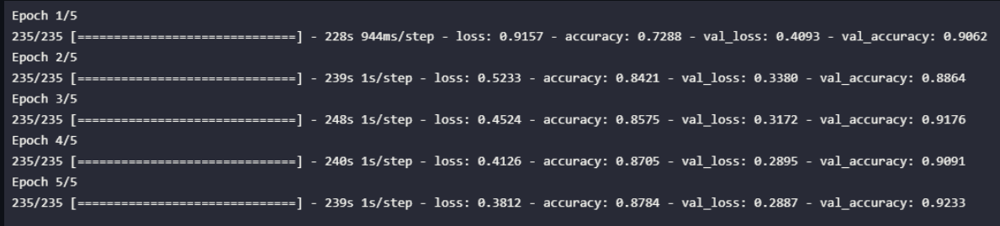 Epoch 1/5
235/235 [==============================] - 228s 944ms/step - loss: 0.9157 - accuracy: 0.7288 - val_loss: 0.4093 - val_accuracy: 0.9062
Epoch 2/5
235/235 [==============================] - 239s 1s/step - loss: 0.5233 - accuracy: 0.8421 - val_loss: 0.3380 - val_accuracy: 0.8864
Epoch 3/5
235/235 [==============================] - 248s 1s/step - loss: 0.4524 - accuracy: 0.8575 - val_loss: 0.3172 - val_accuracy: 0.9176
Epoch 4/5
235/235 [==============================] - 240s 1s/step - loss: 0.4126 - accuracy: 0.8705 - val_loss: 0.2895 - val_accuracy: 0.9091
Epoch 5/5
235/235 [==============================] - 239s 1s/step - loss: 0.3812 - accuracy: 0.8784 - val_loss: 0.2887 - val_accuracy: 0.9233